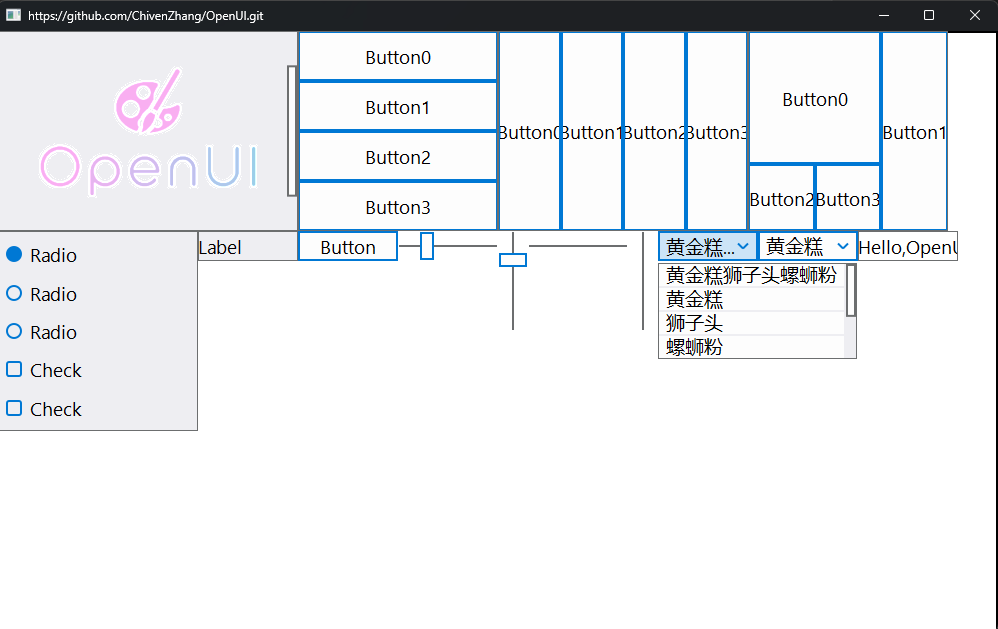 https://github.com/ChivenZhang/OpenUI.git
OpenUI
Button0
Button1
Button2
Button3
Button0
Button1
Button2
Button3
Button0
Button1
Button2
Button3
Radio
Radio
Radio
Check
Check
Label
Button
黄金糕...
黄金糕
Hello,OpenU
黄金糕狮子头螺蛳粉
黄金糕
狮子头
螺蛳粉